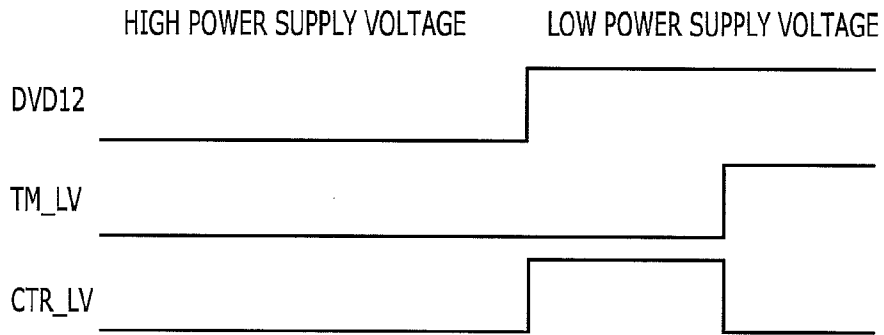 HIGH POWER SUPPLY VOLTAGE LOW POWER SUPPLY VOLTAGE
DVD12
TM_LV
CTR_LV